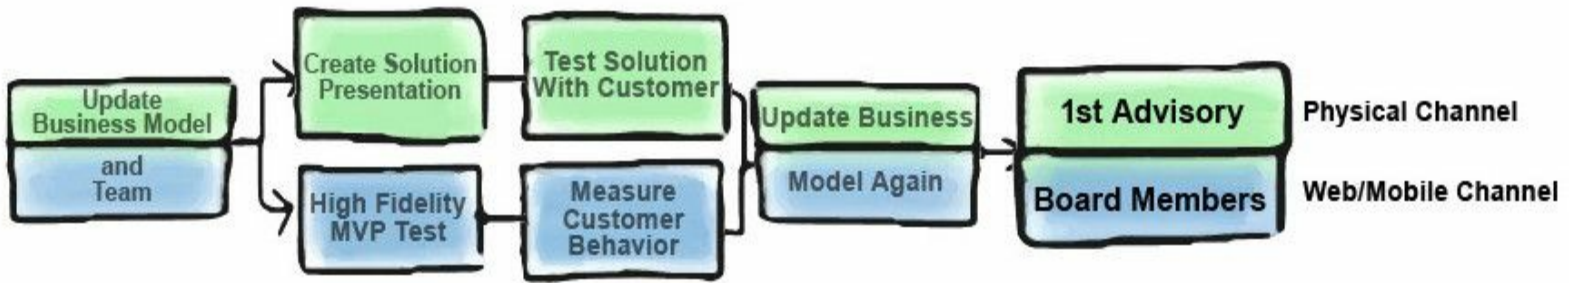 Update
Business Model
and
Team
Create Solution
Presentation
Test Solution
With Customer
High Fidelity
MVP Test
Measure
Customer
Behavior
Update Business
Model Again
1st Advisory
Board Members
Physical Channel
Web/Mobile Channel